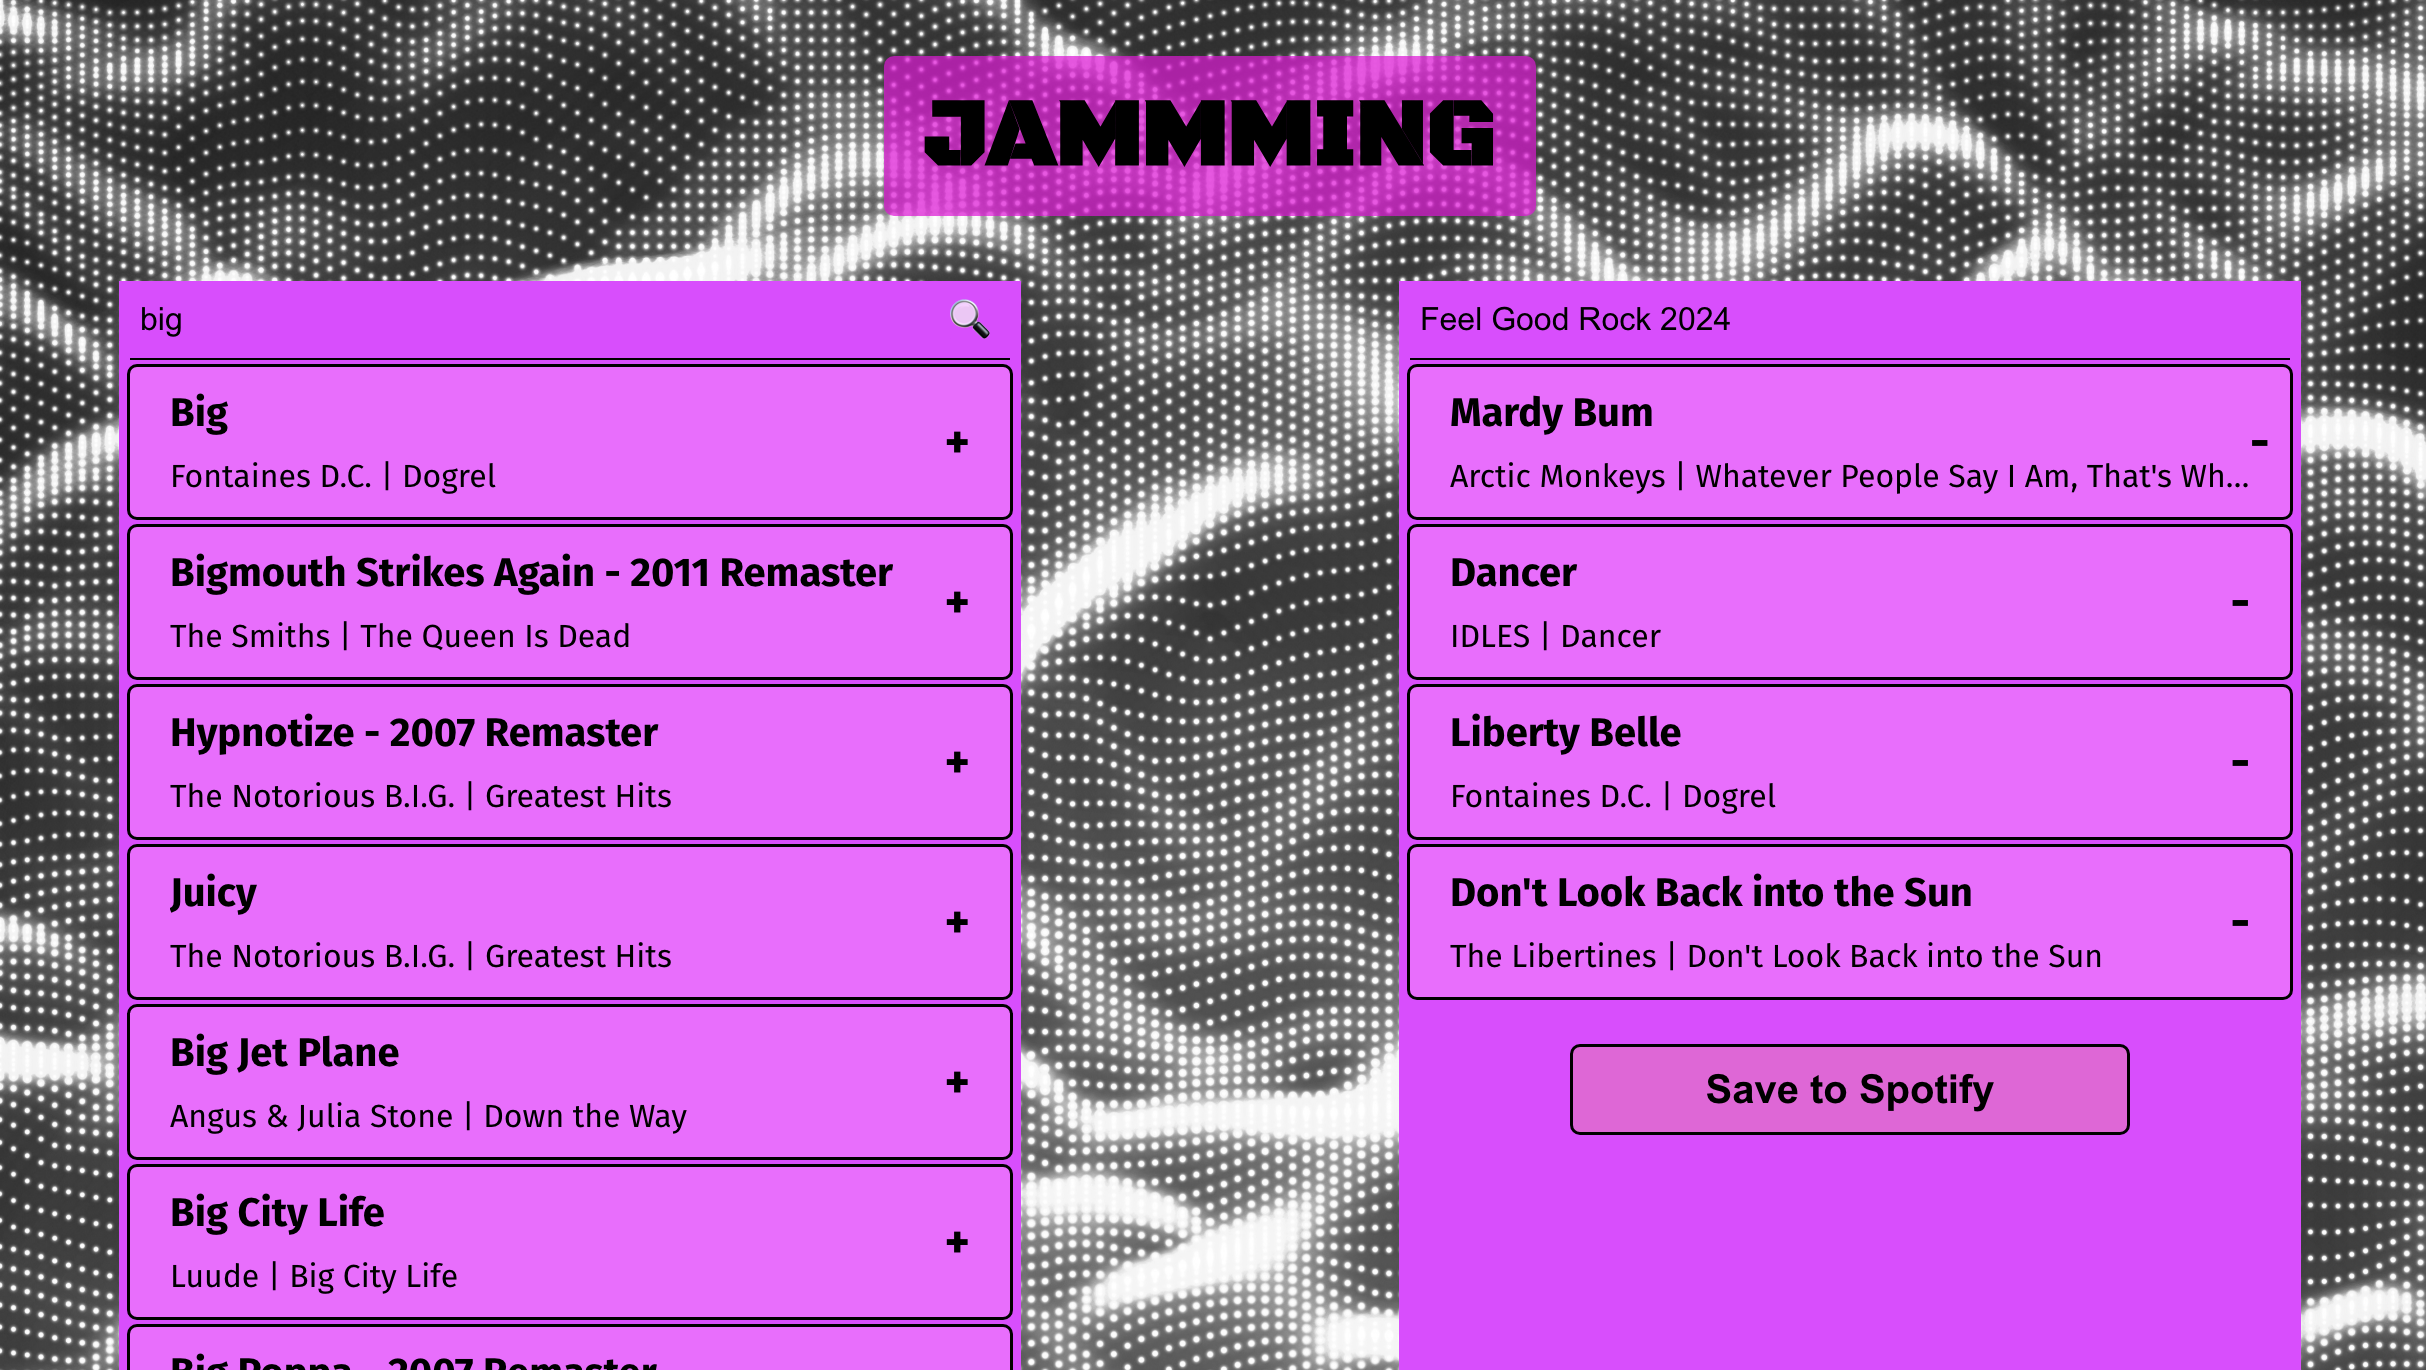 JAMMMING
big
Big
+
Fontaines D.C. | Dogrel
Bigmouth Strikes Again - 2011 Remaster
+
The Smiths | The Queen Is Dead
Hypnotize - 2007 Remaster
+
The Notorious B.I.G. | Greatest Hits
Juicy
+
The Notorious B.I.G. | Greatest Hits
Big Jet Plane
+
Angus & Julia Stone | Down the Way
Big City Life
+
Luude | Big City Life
Big Poppa - 2007 Remaster
Feel Good Rock 2024
Mardy Bum
-
Arctic Monkeys | Whatever People Say I Am, That's Wh...
Dancer
-
IDLES | Dancer
Liberty Belle
-
Fontaines D.C. | Dogrel
Don't Look Back into the Sun
-
The Libertines | Don't Look Back into the Sun
Save to Spotify